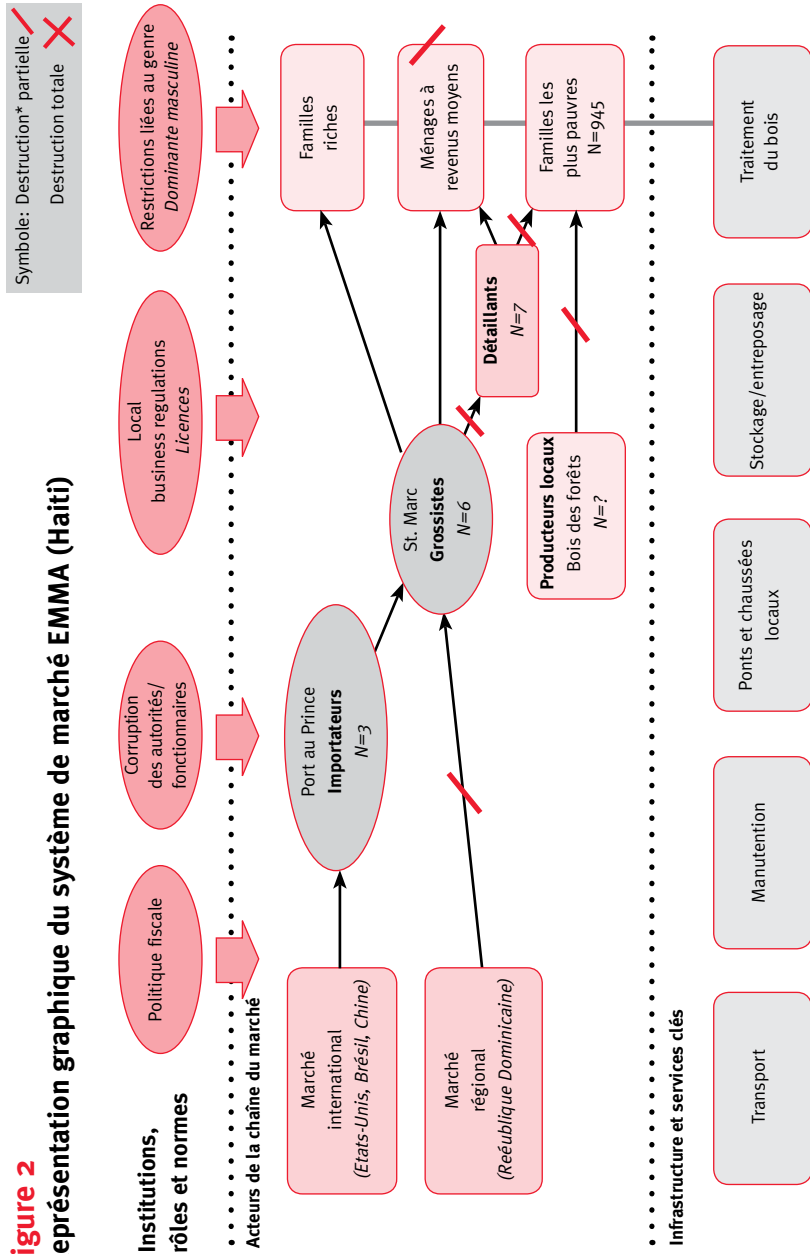 igure 2
eprésentation graphique du système de marché EMMA (Haiti)
Symbole: Destruction* partielle
Destruction totale
Institutions,
rôles et normes
Politique fiscale
Corruption
des autorités/
fonctionnaires
Local
business regulations
Licences
Restrictions liées au genre
Dominante masculine
Acteurs de la chaîne du marché
Marché
international
(Etats-Unis, Brésil, Chine)
Port au Prince
Importateurs
N=3
Familles
riches
Marché
régional
(Reéublique Dominicaine)
St. Marc
Grossistes
N=6
Ménages à
revenus moyens
Détaillants
N=7
Producteurs locaux
Bois des forêts
N=?
Familles les
plus pauvres
N=945
Infrastructure et services clés
Transport
Manutention
Ponts et chaussées
locaux
Stockage/entreposage
Traitement
du bois